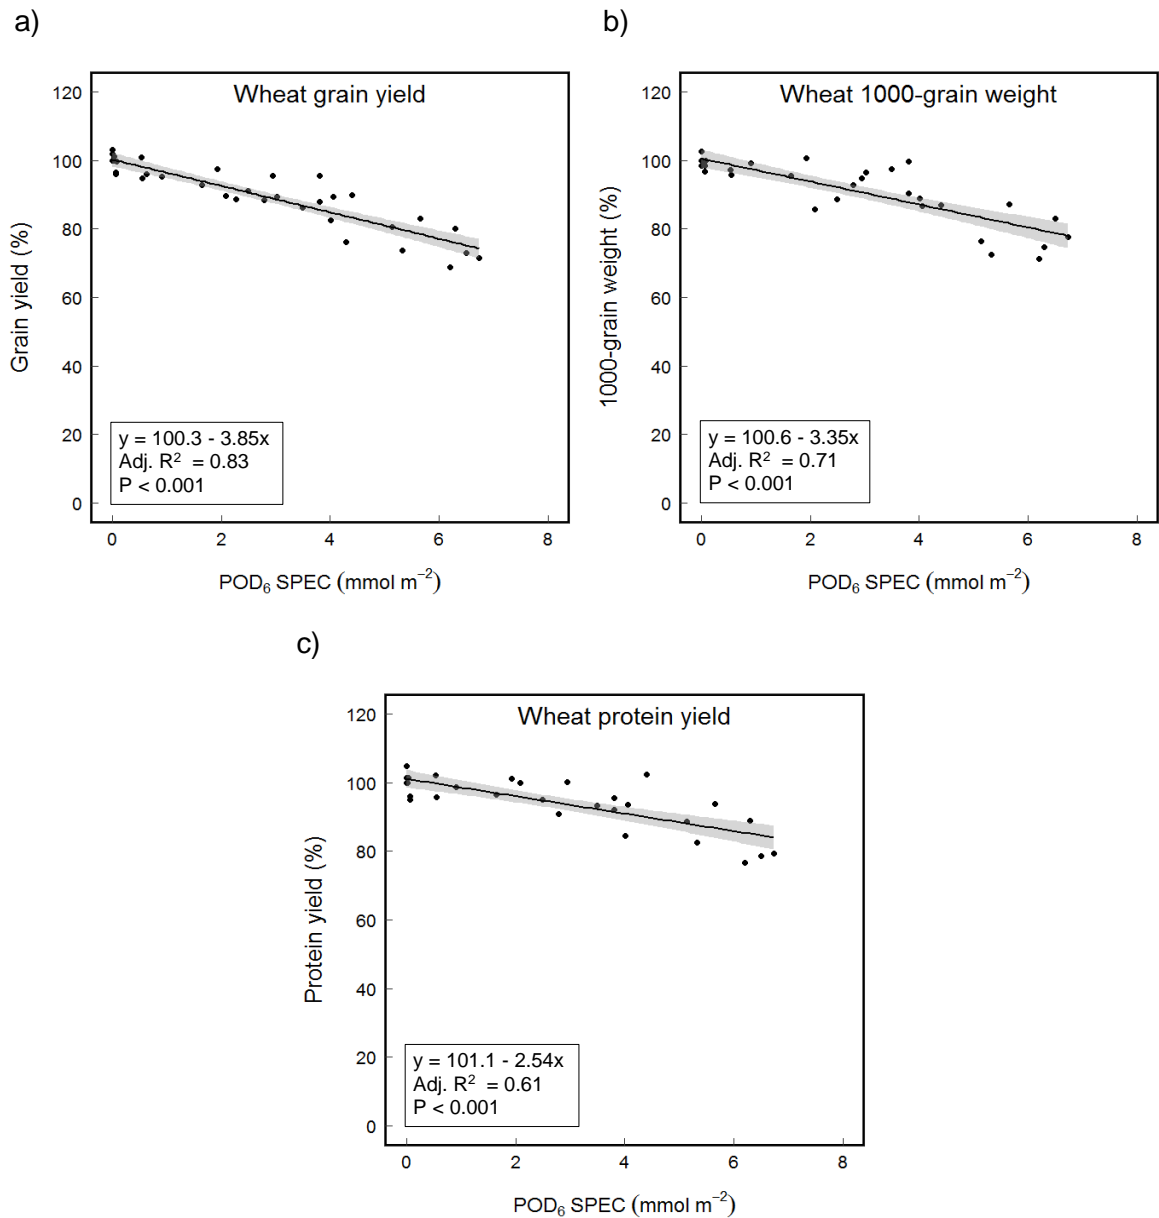 a)
Wheat grain yield
Grain yield (%)
120
100
80
60
40
20
0
y = 100.3 - 3.85x
Adj. R² = 0.83
P < 0.001
0 2 4 6 8
POD₆ SPEC (mmol m⁻²)
b)
Wheat 1000-grain weight
1000-grain weight (%)
120
100
80
60
40
20
0
y = 100.6 - 3.35x
Adj. R² = 0.71
P < 0.001
0 2 4 6 8
POD₆ SPEC (mmol m⁻²)
c)
Wheat protein yield
Protein yield (%)
120
100
80
60
40
20
0
y = 101.1 - 2.54x
Adj. R² = 0.61
P < 0.001
0 2 4 6 8
POD₆ SPEC (mmol m⁻²)